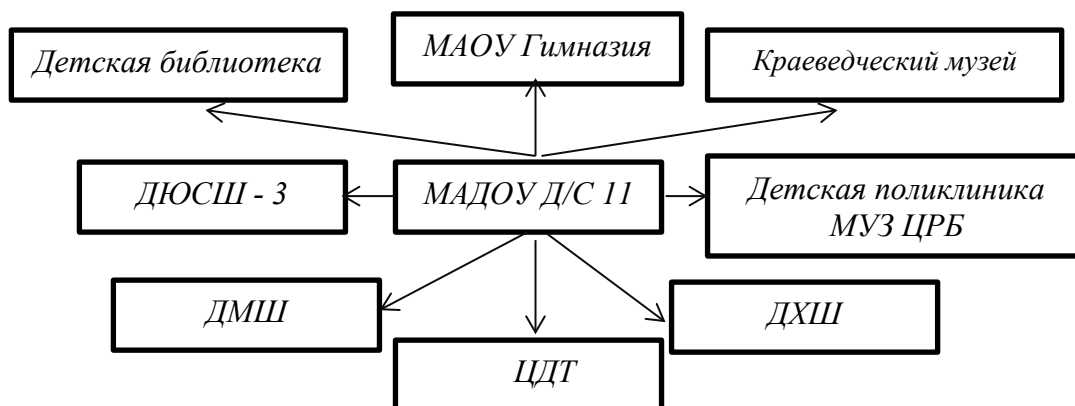 МАОУ Гимназия
Детская библиотека
Краеведческий музей
ДЮСШ - 3
МАДОУ Д/С 11
Детская поликлиника
МУЗ ЦРБ
ДМШ
ДХШ
ЦДТ